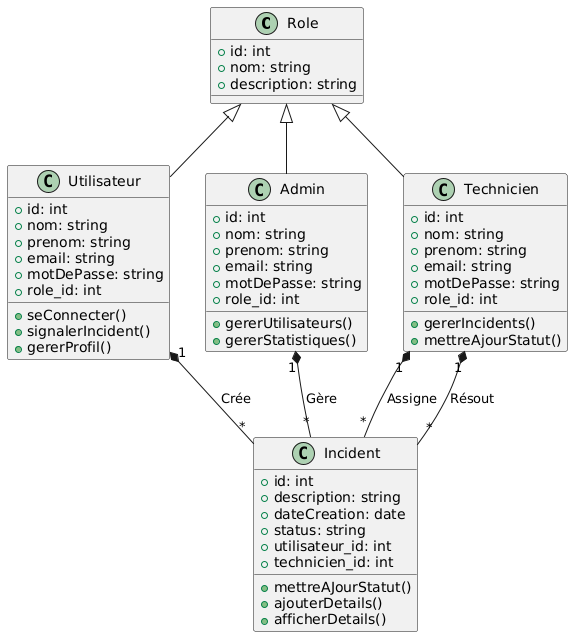 C Role
id: int
nom: string
description: string
C Utilisateur
id: int
nom: string
prenom: string
email: string
motDePasse: string
role_id: int
seConnecter()
signalerIncident()
gererProfil()
C Admin
id: int
nom: string
prenom: string
email: string
motDePasse: string
role_id: int
gererUtilisateurs()
gererStatistiques()
C Technicien
id: int
nom: string
prenom: string
email: string
motDePasse: string
role_id: int
gererIncidents()
mettreAjourStatut()
1
1
1
1
Crée
Gère
Assigne
Résout
*
*
*
*
C Incident
id: int
description: string
dateCreation: date
status: string
utilisateur_id: int
technicien_id: int
mettreAJourStatut()
ajouterDetails()
afficherDetails()